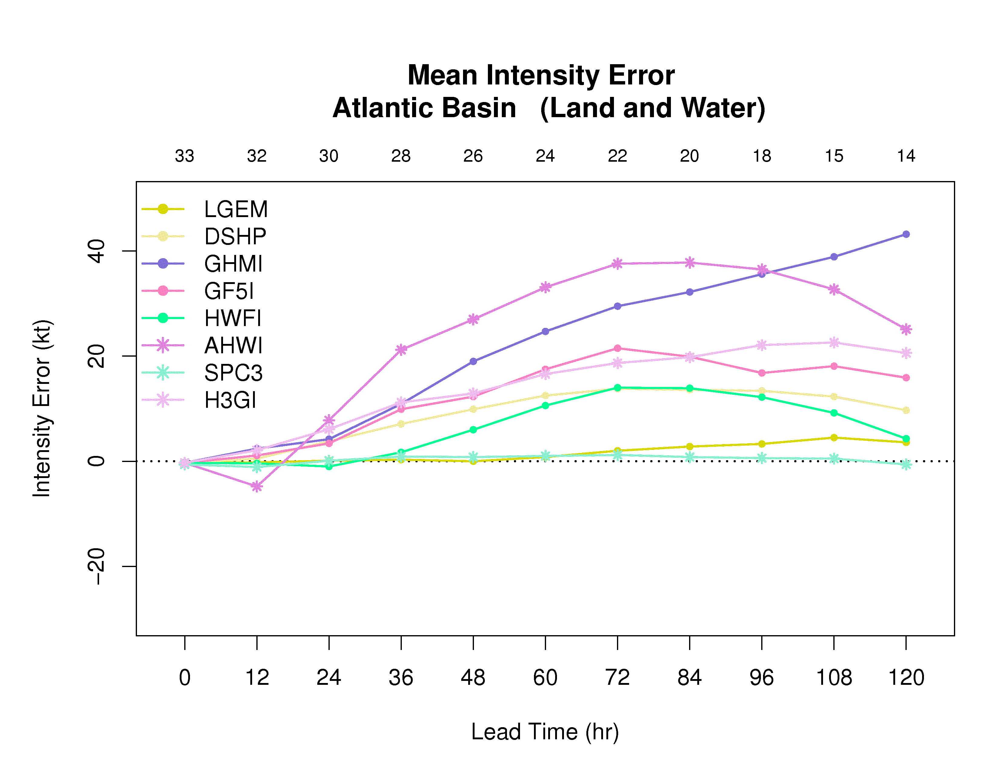 Mean Intensity Error
Atlantic Basin (Land and Water)
33 32 30 28 26 24 22 20 18 15 14
LGEM
DSHP
GHMI
GF5I
HWFI
AHWI
SPC3
H3GI
Intensity Error (kt)
40
20
0
−20
0 12 24 36 48 60 72 84 96 108 120
Lead Time (hr)